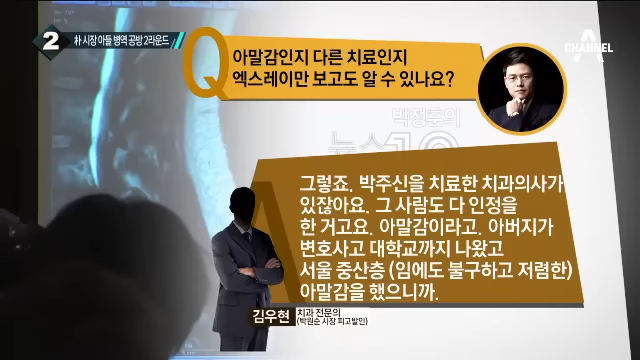 2 朴 시장 아들 병역 공방 2라운드
CHANNEL A
Q 아말감인지 다른 치료인지
엑스레이만 보고도 알 수 있나요?
박정훈의
뉴스 10
A 그렇죠. 박주신을 치료한 치과의사가
있잖아요. 그 사람도 다 인정을
한 거고요. 아말감이라고. 아버지가
변호사고 대학교까지 나왔고
서울 중산층 (임에도 불구하고 저렴한)
아말감을 했으니까.
김우현 치과 전문의
(박원순 시장 피고발인)